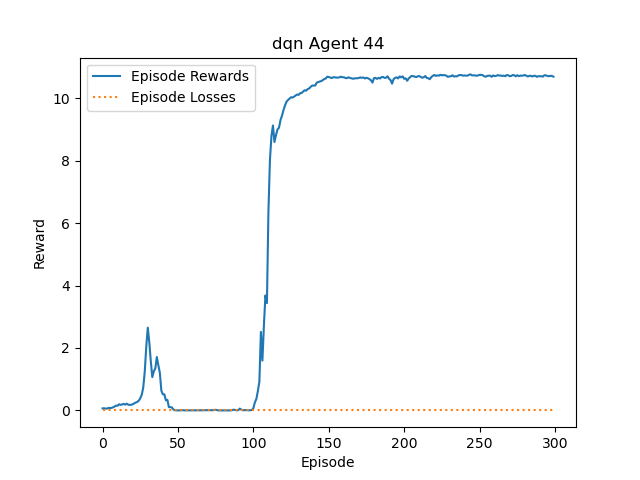 dqn Agent 44
Episode Rewards
Episode Losses
10
8
6
4
2
0
Reward
0 50 100 150 200 250 300
Episode